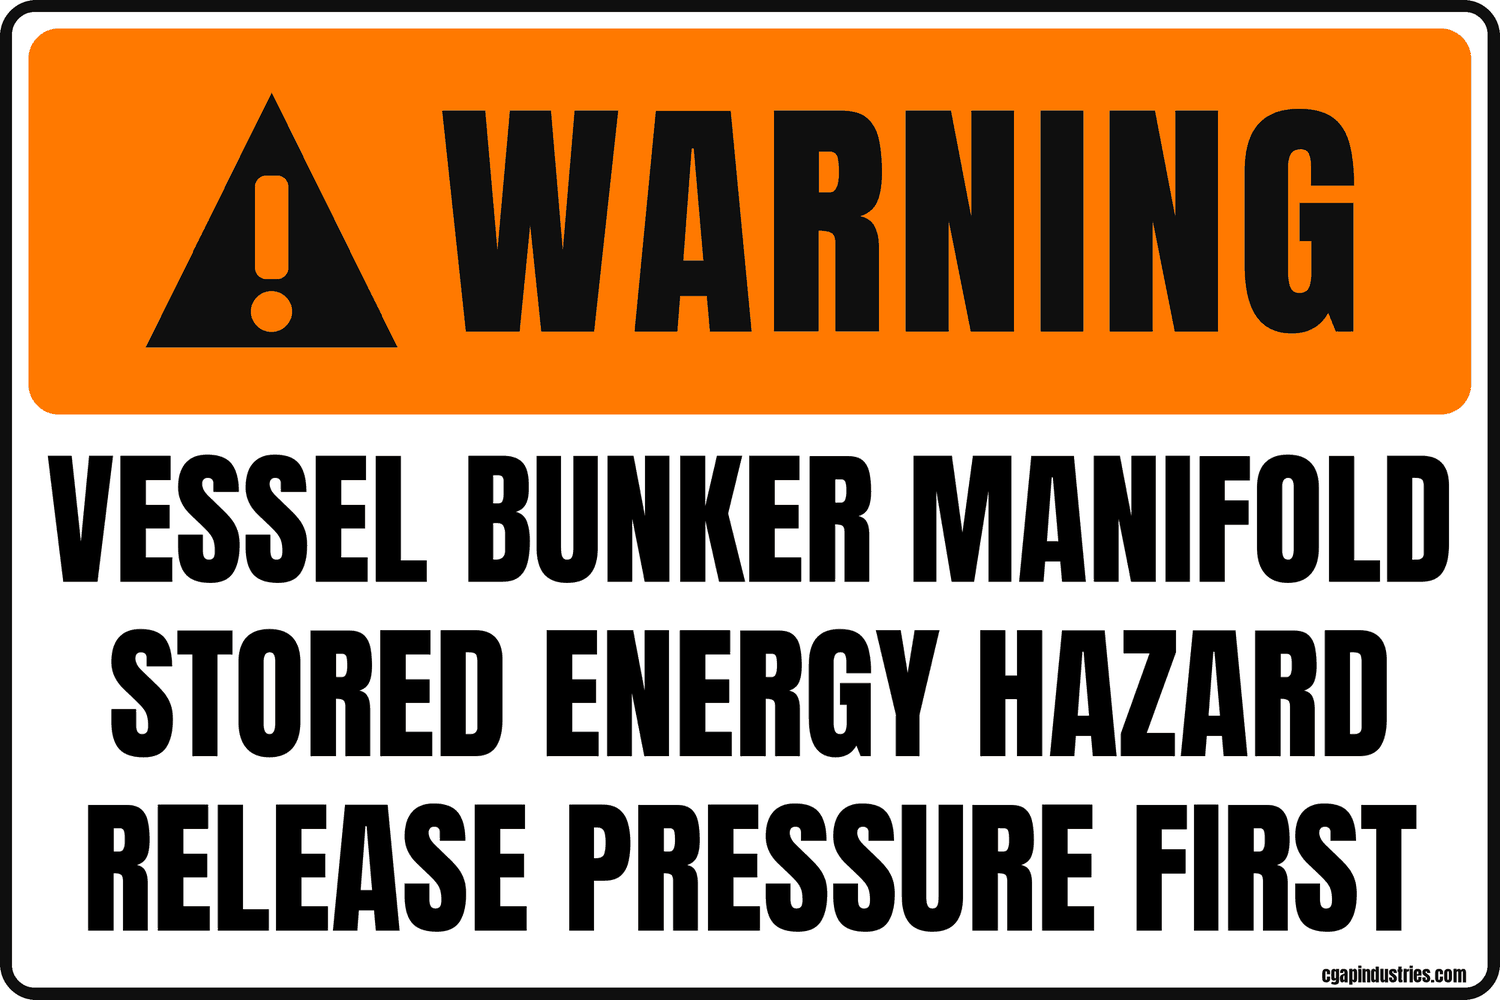 WARNING
VESSEL BUNKER MANIFOLD
STORED ENERGY HAZARD
RELEASE PRESSURE FIRST
cgapindustries.com